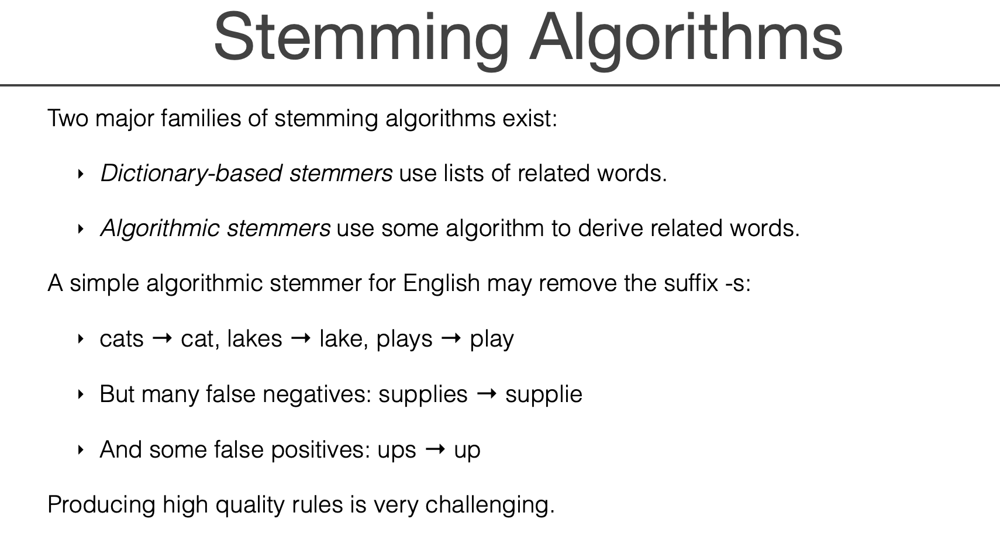 Stemming Algorithms
Two major families of stemming algorithms exist:
‣ Dictionary-based stemmers use lists of related words.
‣ Algorithmic stemmers use some algorithm to derive related words.
A simple algorithmic stemmer for English may remove the suffix -s:
‣ cats → cat, lakes → lake, plays → play
‣ But many false negatives: supplies → supplie
‣ And some false positives: ups → up
Producing high quality rules is very challenging.